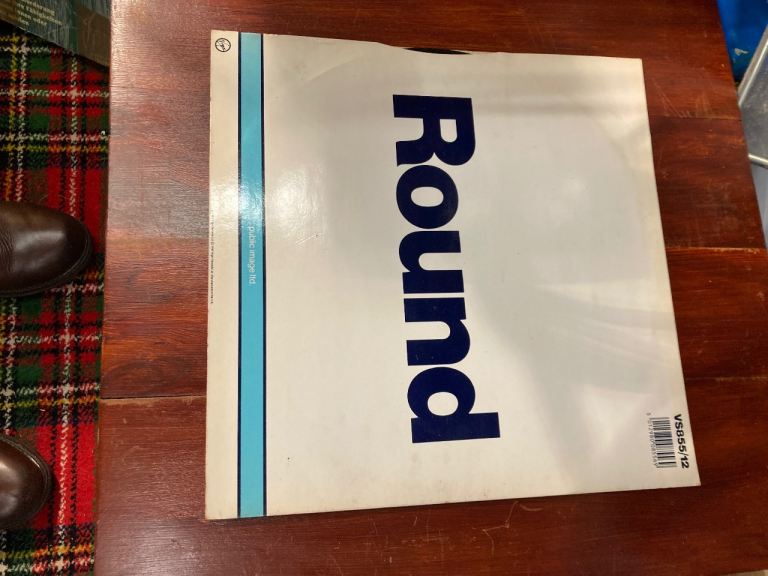 Round
VS855/12
public image ltd.